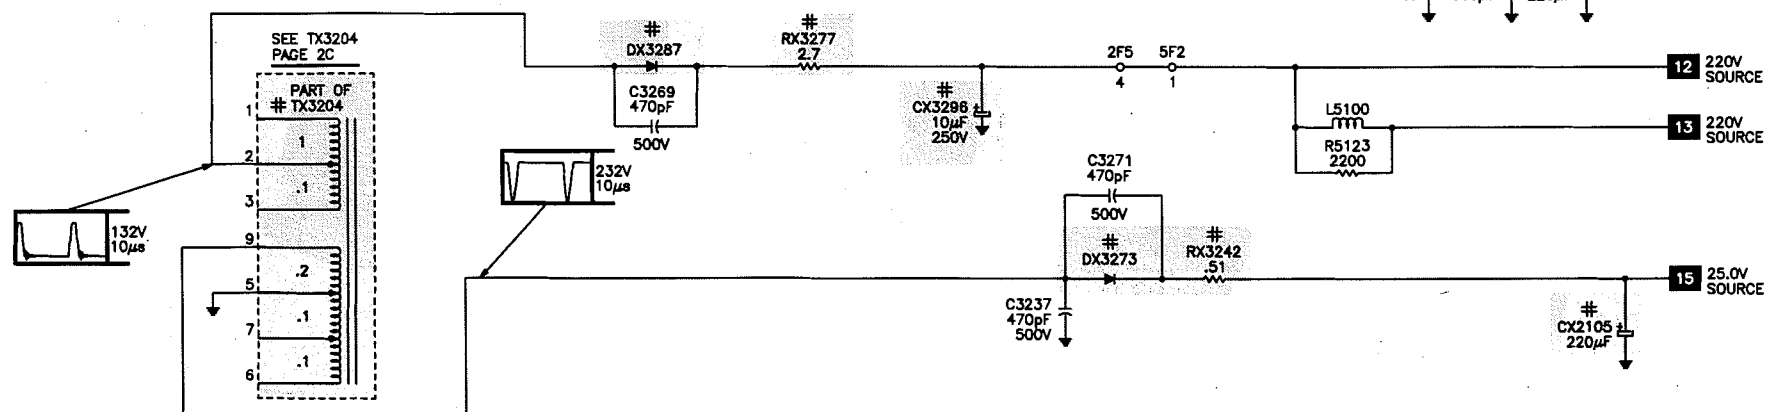 SEE TX3204
PAGE 2C
PART OF
# TX3204
1
1
2
.1
3
9
.2
5
.1
7
.1
6
132V
10µs
232V
10µs
#
DX3287
C3269
470pF
500V
#
RX3277
2.7
#
CX3296
+
10µF
250V
2F5
4
5F2
1
L5100
R5123
2200
12
220V
SOURCE
13
220V
SOURCE
C3271
470pF
500V
#
DX3273
#
RX3242
.51
C3237
470pF
500V
#
CX2105
+
220µF
15
25.0V
SOURCE